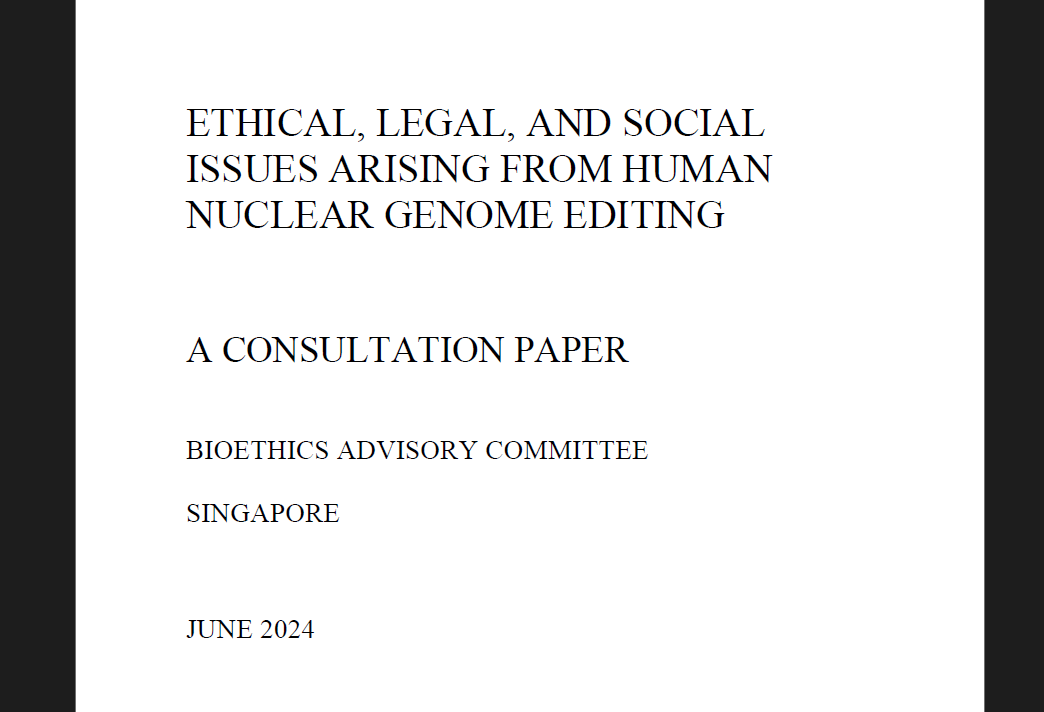 ETHICAL, LEGAL, AND SOCIAL
ISSUES ARISING FROM HUMAN
NUCLEAR GENOME EDITING
A CONSULTATION PAPER
BIOETHICS ADVISORY COMMITTEE
SINGAPORE
JUNE 2024